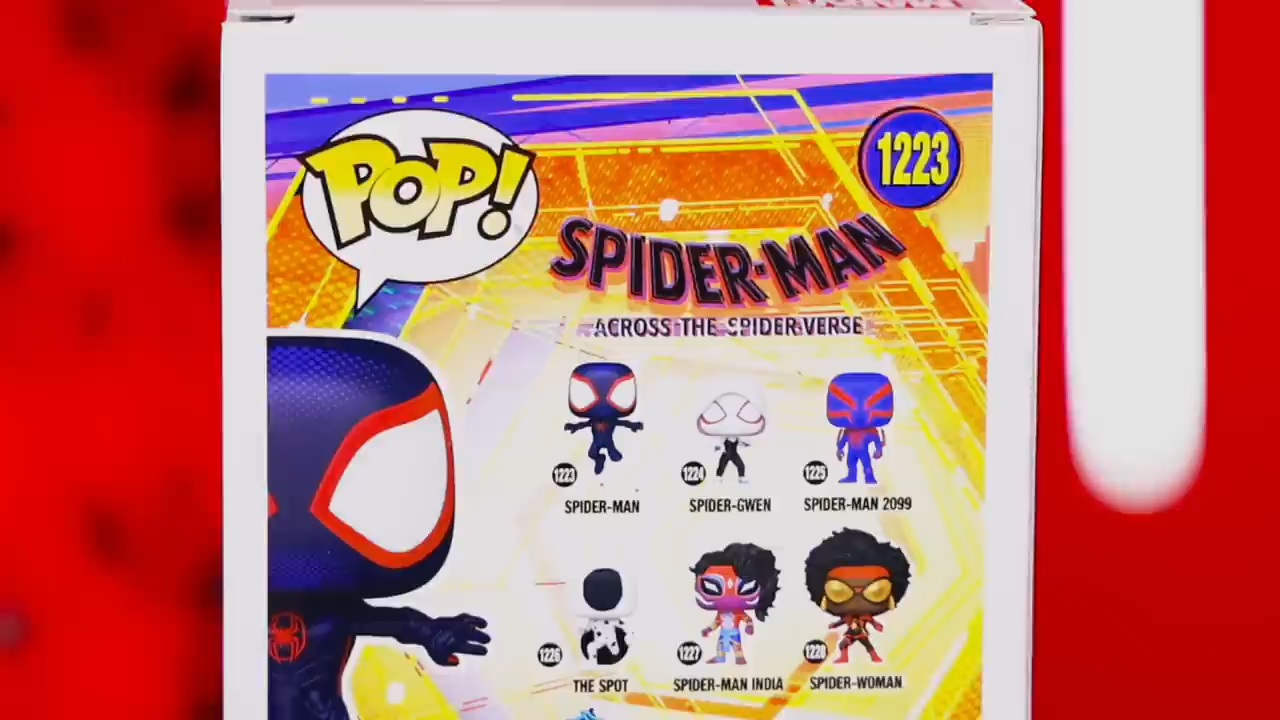 POP!
1223
SPIDER-MAN
ACROSS THE SPIDER-VERSE
1223
1224
1225
SPIDER-MAN
SPIDER-GWEN
SPIDER-MAN 2099
1226
1227
1228
THE SPOT
SPIDER-MAN INDIA
SPIDER-WOMAN